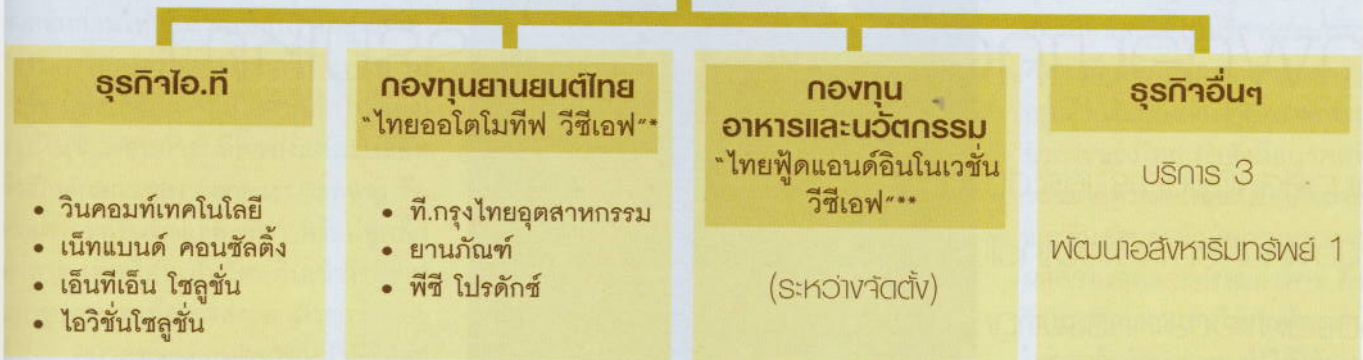 ธุรกิจไอ.ที
• วินคอมท์เทคโนโลยี
• เน็ทแบนด์ คอนซัลติ้ง
• เอ็นทีเอ็น โซลูชั่น
• ไอวิชั่นโซลูชั่น
กองทุนยานยนต์ไทย
"ไทยออโตโมทีฟ วีซีเอฟ"*
• ที.กรุงไทยอุตสาหกรรม
• ยานภัณฑ์
• พีซี โปรดักซ์
กองทุน
อาหารและนวัตกรรม
"ไทยฟู้ดแอนด์อินโนเวชั่น
วีซีเอฟ"**
(ระหว่างจัดตั้ง)
ธุรกิจอื่นๆ
บริการ 3
พัฒนาอสังหาริมทรัพย์ 1